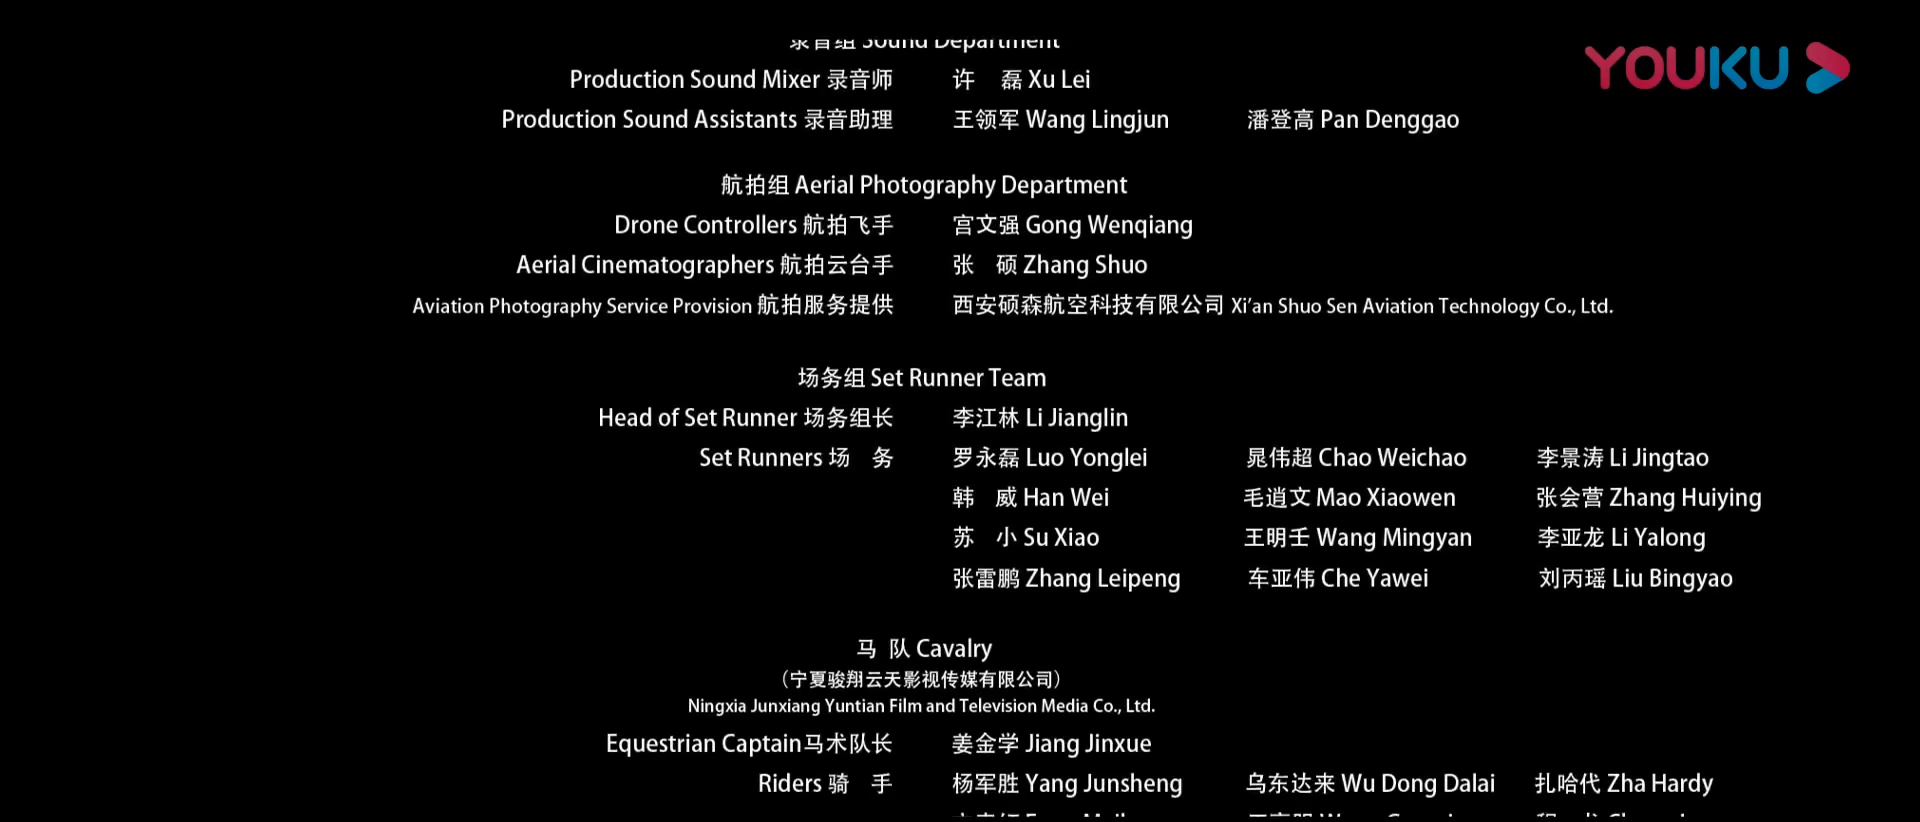 录音组 Sound Department
YOUKU
Production Sound Mixer 录音师 许 磊 Xu Lei
Production Sound Assistants 录音助理 王领军 Wang Lingjun 潘登高 Pan Denggao
航拍组 Aerial Photography Department
Drone Controllers 航拍飞手 宫文强 Gong Wenqiang
Aerial Cinematographers 航拍云台手 张 硕 Zhang Shuo
Aviation Photography Service Provision 航拍服务提供 西安硕森航空科技有限公司 Xi’an Shuo Sen Aviation Technology Co., Ltd.
场务组 Set Runner Team
Head of Set Runner 场务组长 李江林 Li Jianglin
Set Runners 场 务 罗永磊 Luo Yonglei 晁伟超 Chao Weichao 李景涛 Li Jingtao
韩 威 Han Wei 毛逍文 Mao Xiaowen 张会营 Zhang Huiying
苏 小 Su Xiao 王明壬 Wang Mingyan 李亚龙 Li Yalong
张雷鹏 Zhang Leipeng 车亚伟 Che Yawei 刘丙瑶 Liu Bingyao
马 队 Cavalry
（宁夏骏翔云天影视传媒有限公司）
Ningxia Junxiang Yuntian Film and Television Media Co., Ltd.
Equestrian Captain马术队长 姜金学 Jiang Jinxue
Riders 骑 手 杨军胜 Yang Junsheng 乌东达来 Wu Dong Dalai 扎哈代 Zha Hardy